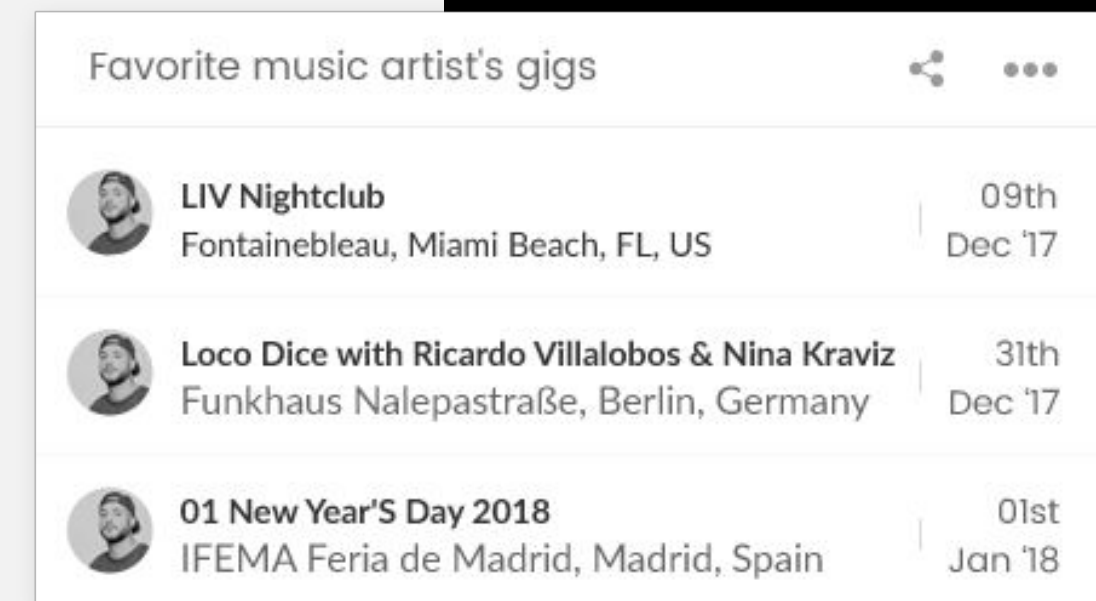 Favorite music artist's gigs
LIV Nightclub
09th
Fontainebleau, Miami Beach, FL, US
Dec '17
Loco Dice with Ricardo Villalobos & Nina Kraviz
31th
Funkhaus Nalepastraße, Berlin, Germany
Dec '17
01 New Year'S Day 2018
01st
IFEMA Feria de Madrid, Madrid, Spain
Jan '18